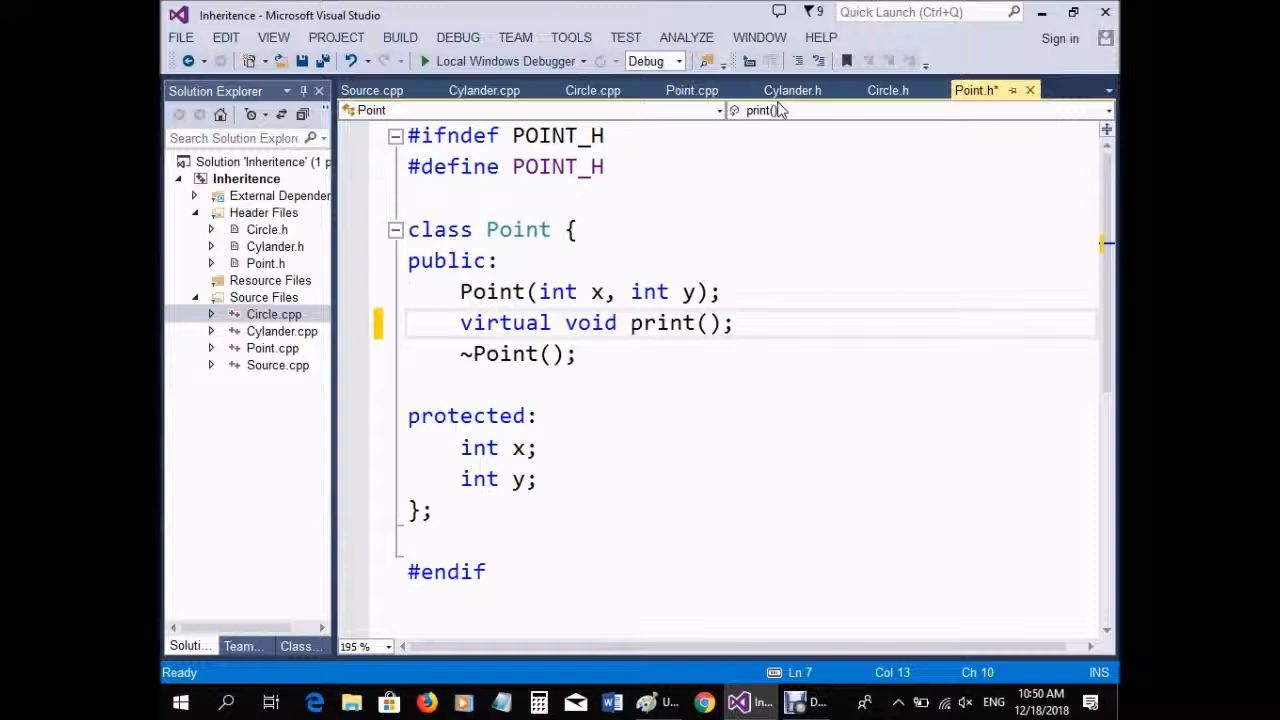 Inheritence - Microsoft Visual Studio
9
Quick Launch (Ctrl+Q)
FILE EDIT VIEW PROJECT BUILD DEBUG TEAM TOOLS TEST ANALYZE WINDOW HELP
Sign in
Local Windows Debugger
Debug
Solution Explorer
Search Solution Explorer
Solution 'Inheritence' (1 p
Inheritence
External Depender
Header Files
Circle.h
Cylander.h
Point.h
Resource Files
Source Files
Circle.cpp
Cylander.cpp
Point.cpp
Source.cpp
Soluti... Team... Class...
Source.cpp Cylander.cpp Circle.cpp Point.cpp Cylander.h Circle.h Point.h*
Point
print()
#ifndef POINT_H
#define POINT_H
class Point {
public:
Point(int x, int y);
virtual void print();
~Point();
protected:
int x;
int y;
};
#endif
195 %
Ready
Ln 7 Col 13 Ch 10 INS
U... In... D...
ENG
10:50 AM
12/18/2018